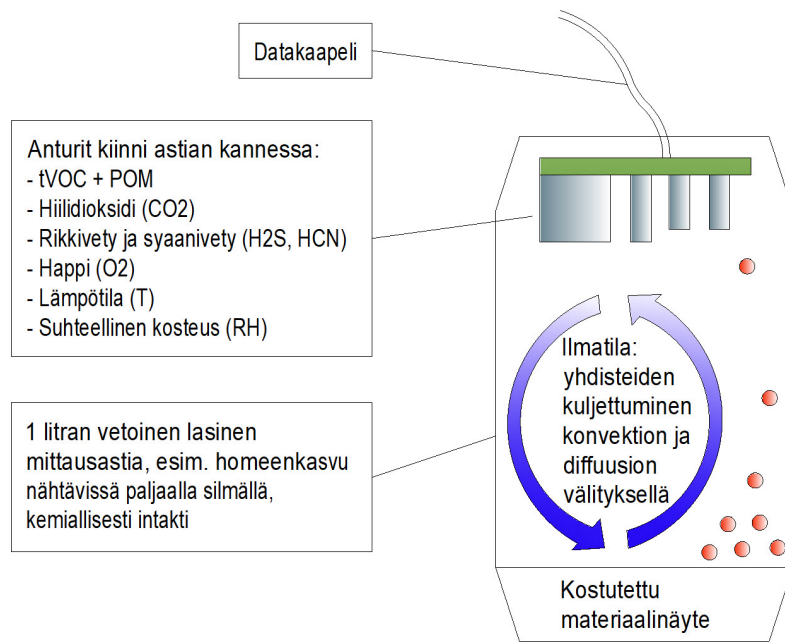 Datakaapeli
Anturit kiinni astian kannessa:
- tVOC + POM
- Hiilidioksidi (CO2)
- Rikkivety ja syaanivety (H2S, HCN)
- Happi (O2)
- Lämpötila (T)
- Suhteellinen kosteus (RH)
Ilmatila:
yhdisteiden
kuljettuminen
konvektion ja
diffuusion
välityksellä
1 litran vetoinen lasinen
mittausastia, esim. homeenkasvu
nähtävissä paljaalla silmällä,
kemiallisesti intakti
Kostutettu
materiaalinäyte